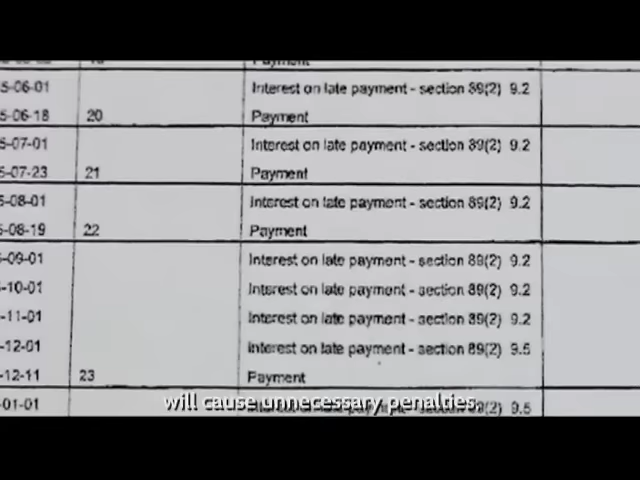 5-06-01 Interest on late payment - section 89(2) 9.2
5-06-18 20 Payment
5-07-01 Interest on late payment - section 89(2) 9.2
5-07-23 21 Payment
5-08-01 Interest on late payment - section 89(2) 9.2
5-08-19 22 Payment
-09-01 Interest on late payment - section 89(2) 9.2
-10-01 Interest on late payment - section 89(2) 9.2
-11-01 Interest on late payment - section 89(2) 9.2
-12-01 Interest on late payment - section 89(2) 9.5
-12-11 23 Payment
-01-01 9.5
will cause unnecessary penalties.